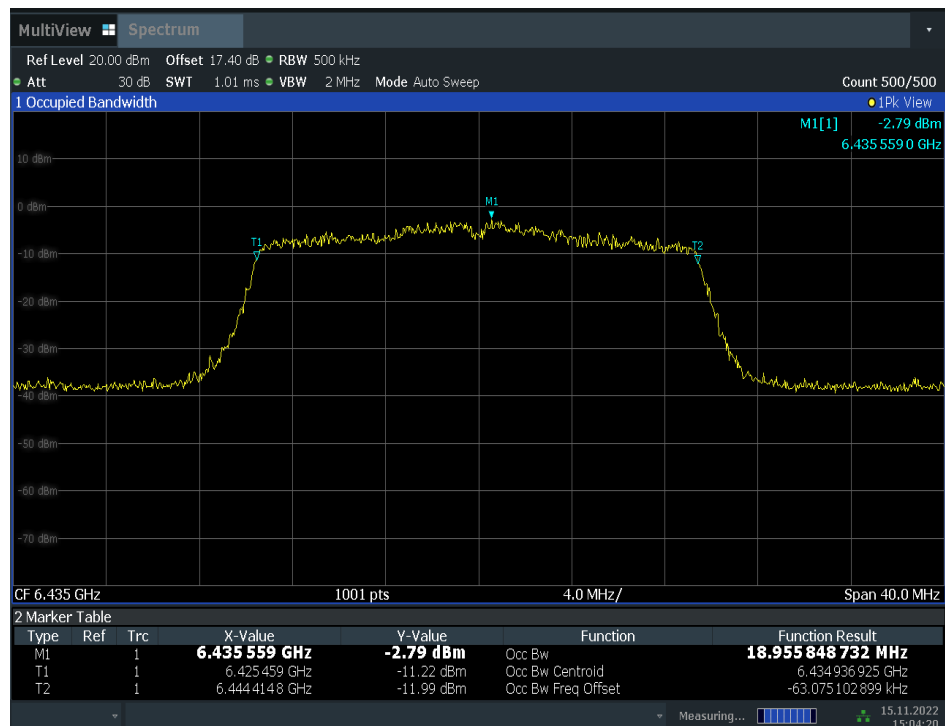 MultiView Spectrum
Ref Level 20.00 dBm Offset 17.40 dB RBW 500 kHz
Att 30 dB SWT 1.01 ms VBW 2 MHz Mode Auto Sweep Count 500/500
1 Occupied Bandwidth 1Pk View
M1[1] -2.79 dBm
6.435 559 0 GHz
10 dBm
M1
0 dBm
T1 T2
-10 dBm
-20 dBm
-30 dBm
-40 dBm
-50 dBm
-60 dBm
-70 dBm
CF 6.435 GHz 1001 pts 4.0 MHz/ Span 40.0 MHz
2 Marker Table
Type Ref Trc X-Value Y-Value Function Function Result
M1 1 6.435 559 GHz -2.79 dBm Occ Bw 18.955 848 732 MHz
T1 1 6.425 459 GHz -11.22 dBm Occ Bw Centroid 6.434 936 925 GHz
T2 1 6.444 414 8 GHz -11.99 dBm Occ Bw Freq Offset -63.075 102 899 kHz
Measuring... 15.11.2022
15:04:20